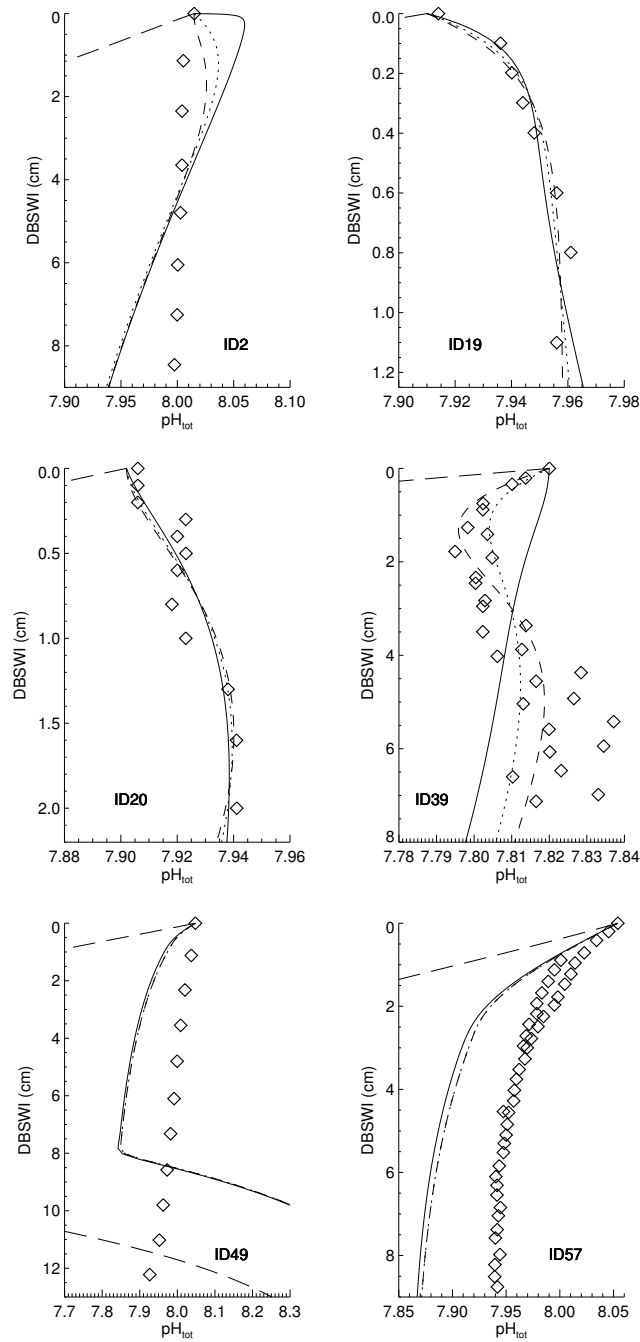 0
2
4
6
8
DBSWI (cm)
ID2
7.90 7.95 8.00 8.05 8.10
pHtot
0.0
0.2
0.4
0.6
0.8
1.0
1.2
DBSWI (cm)
ID19
7.90 7.92 7.94 7.96 7.98
pHtot
0.0
0.5
1.0
1.5
2.0
DBSWI (cm)
ID20
7.88 7.90 7.92 7.94 7.96
pHtot
0
2
4
6
8
DBSWI (cm)
ID39
7.78 7.79 7.80 7.81 7.82 7.83 7.84
pHtot
0
2
4
6
8
10
12
DBSWI (cm)
ID49
7.7 7.8 7.9 8.0 8.1 8.2 8.3
pHtot
0
2
4
6
8
DBSWI (cm)
ID57
7.85 7.90 7.95 8.00 8.05
pHtot